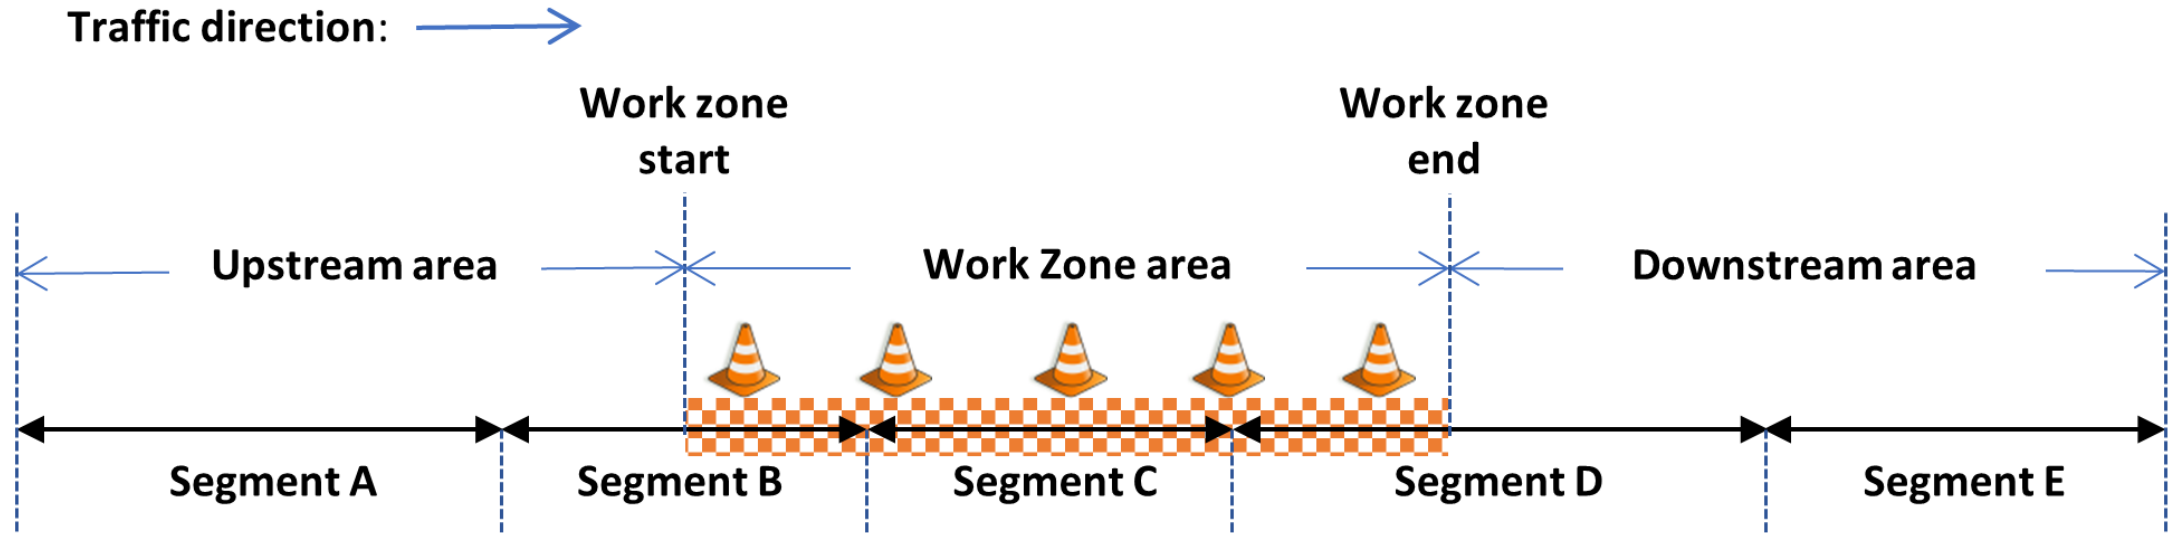 Traffic direction:
Work zone
start
Work zone
end
Upstream area
Work Zone area
Downstream area
Segment A
Segment B
Segment C
Segment D
Segment E